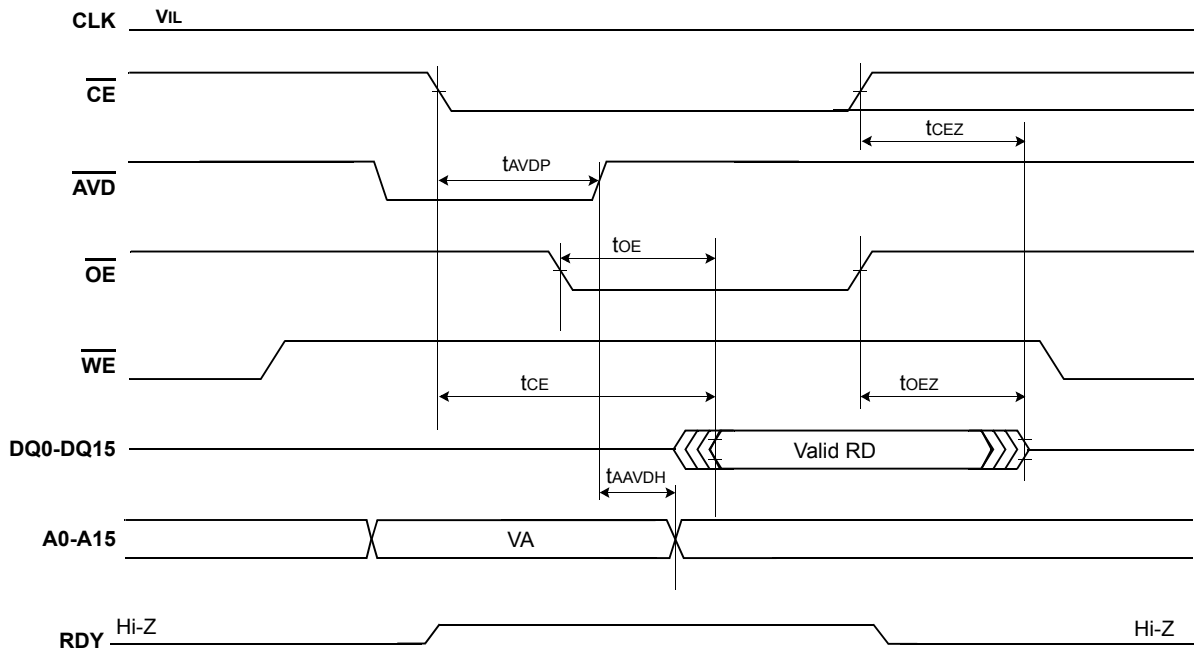 CLK VIL
CE
tCEZ
AVD tAVDP
OE tOE
WE
tCE tOEZ
DQ0-DQ15 Valid RD
tAAVDH
A0-A15 VA
RDY Hi-Z Hi-Z